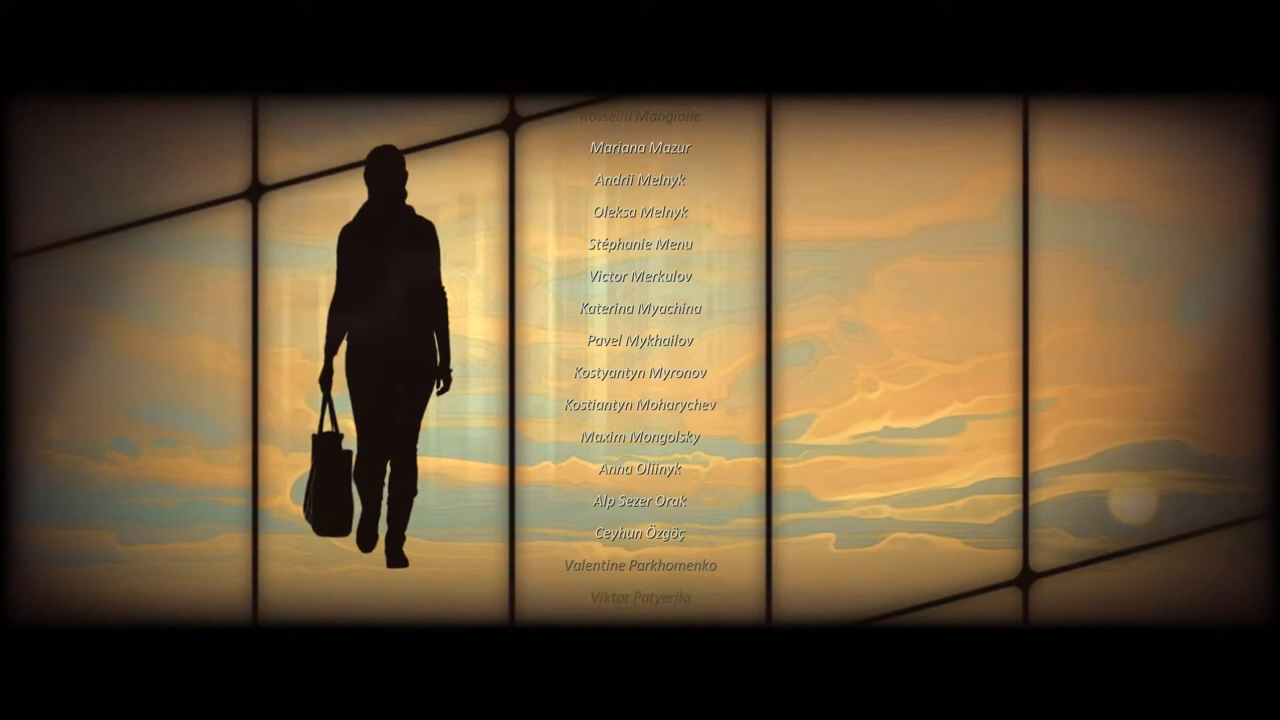 Mariana Mazur
Andrii Melnyk
Oleksa Melnyk
Stéphanie Menu
Victor Merkulov
Katerina Myachina
Pavel Mykhailov
Kostyantyn Myronov
Kostiantyn Moharychev
Maxim Mongolsky
Anna Oliinyk
Alp Sezer Orak
Ceyhun Özgöç
Valentine Parkhomenko